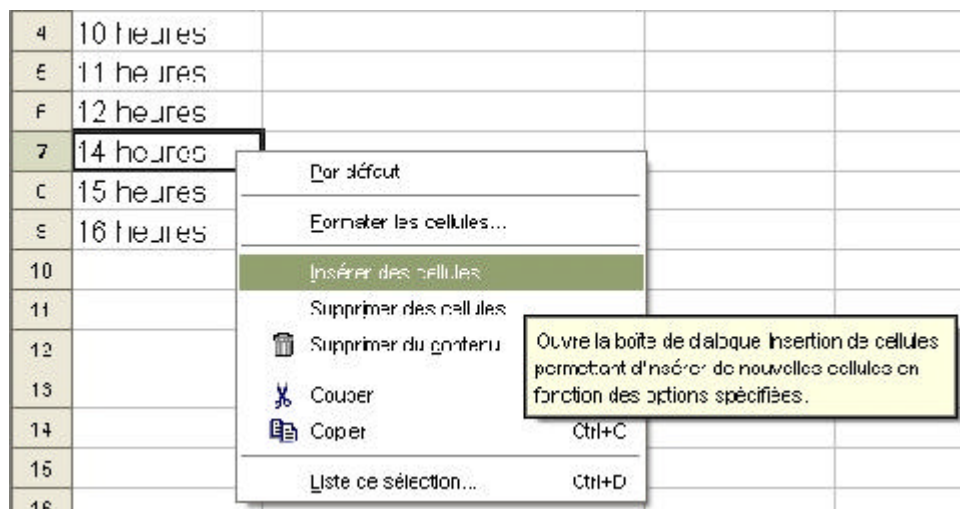 4 10 heures
5 11 heures
6 12 heures
7 14 heures
8 15 heures
9 16 heures
10
11
12
13
14
15
16
Par défaut
Formater les cellules...
Insérer des cellules
Supprimer des cellules
Supprimer du contenu
Couper
Copier Ctrl+C
Liste de sélection... Ctrl+D
Ouvre la boîte de dialogue Insertion de cellules
permettant d'insérer de nouvelles cellules en
fonction des options spécifiées.